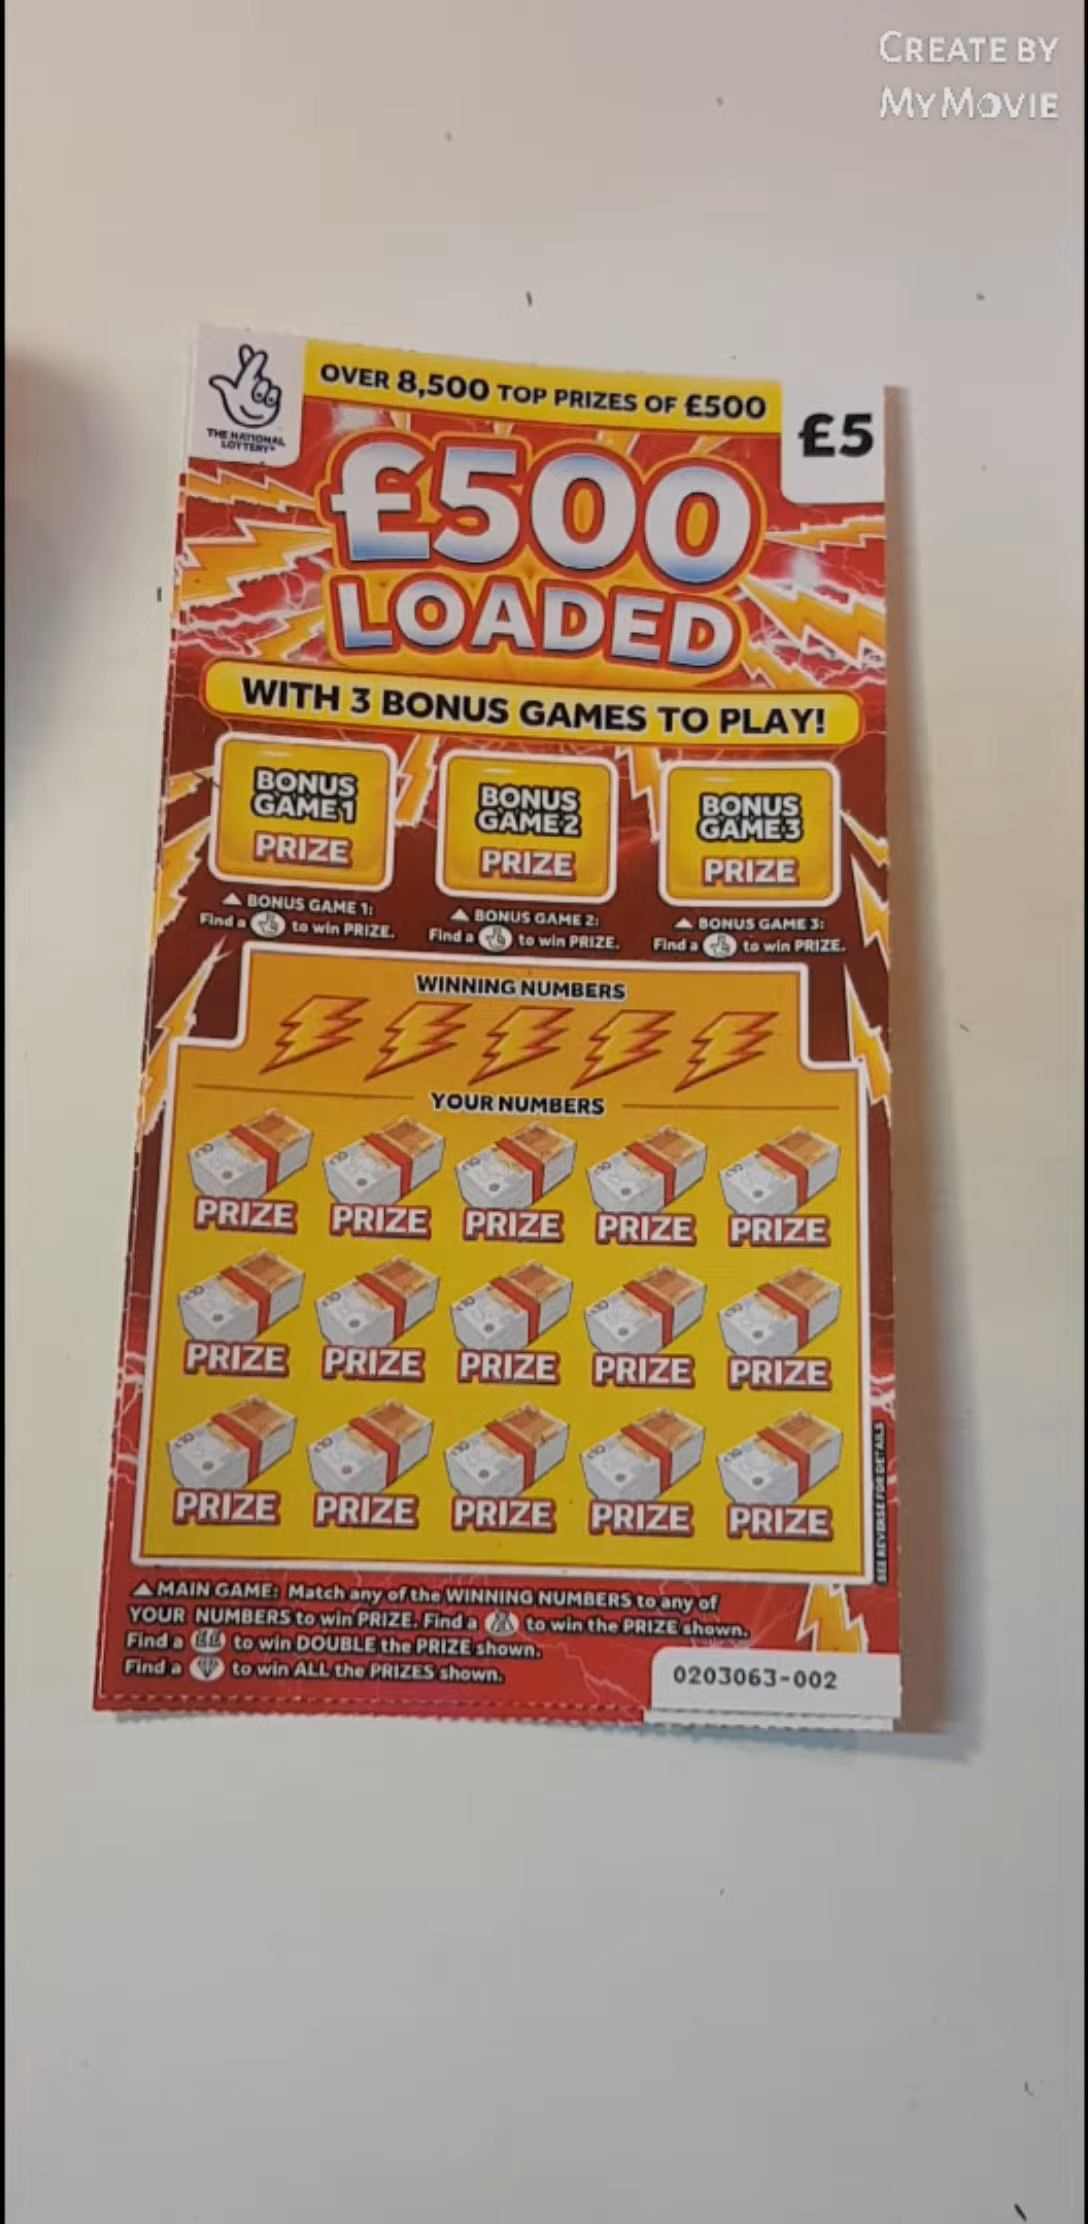 CREATE BY
MYMOVIE
OVER 8,500 TOP PRIZES OF £500
£5
THE NATIONAL
LOTTERY
£500
LOADED
WITH 3 BONUS GAMES TO PLAY!
BONUS
GAME 1
PRIZE
BONUS
GAME 2
PRIZE
BONUS
GAME 3
PRIZE
BONUS GAME 1:
Find a to win PRIZE.
BONUS GAME 2:
Find a to win PRIZE.
BONUS GAME 3:
Find a to win PRIZE.
WINNING NUMBERS
YOUR NUMBERS
PRIZE PRIZE PRIZE PRIZE PRIZE
PRIZE PRIZE PRIZE PRIZE PRIZE
PRIZE PRIZE PRIZE PRIZE PRIZE
SEE REVERSE FOR DETAILS
MAIN GAME: Match any of the WINNING NUMBERS to any of
YOUR NUMBERS to win PRIZE. Find a to win the PRIZE shown.
Find a to win DOUBLE the PRIZE shown.
Find a to win ALL the PRIZES shown.
0203063-002